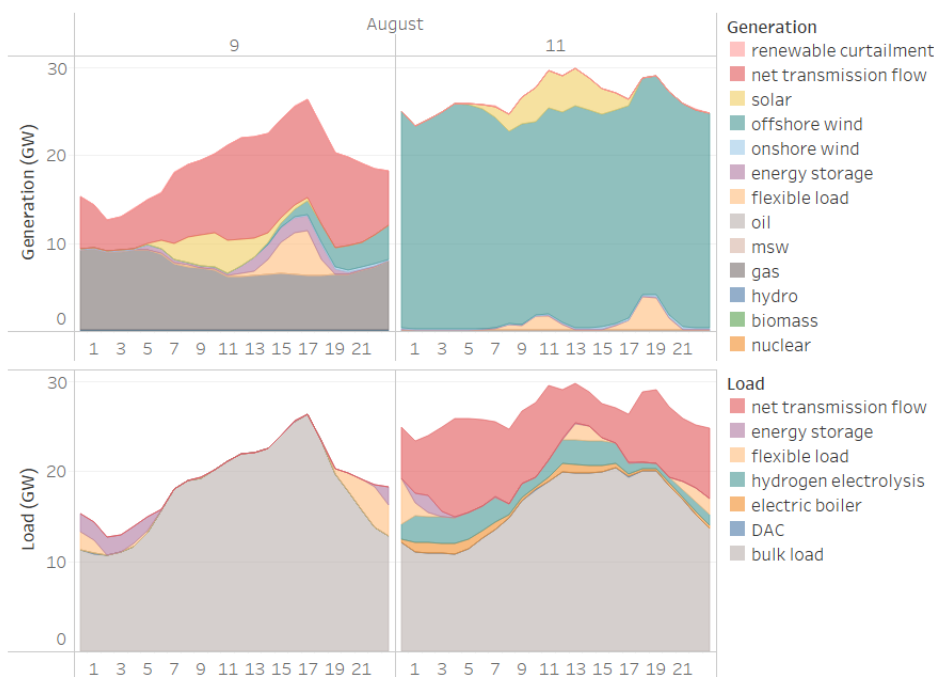 August
9 11
Generation (GW)
30
20
10
0
1 3 5 7 9 11 13 15 17 19 21
1 3 5 7 9 11 13 15 17 19 21
Generation
renewable curtailment
net transmission flow
solar
offshore wind
onshore wind
energy storage
flexible load
oil
msw
gas
hydro
biomass
nuclear
Load (GW)
30
20
10
0
1 3 5 7 9 11 13 15 17 19 21
1 3 5 7 9 11 13 15 17 19 21
Load
net transmission flow
energy storage
flexible load
hydrogen electrolysis
electric boiler
DAC
bulk load